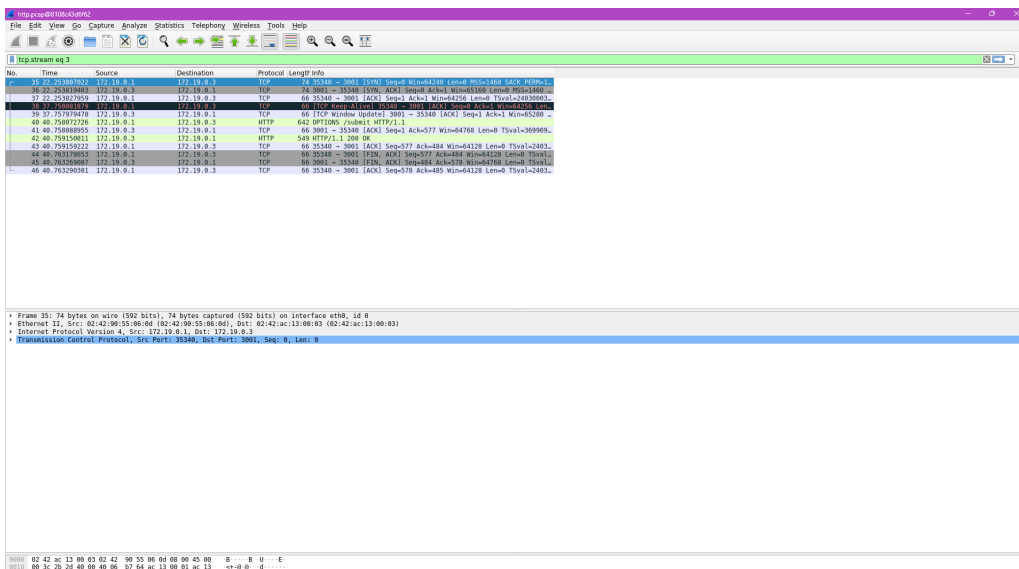 http.pcap@8108c43d6f62
File Edit View Go Capture Analyze Statistics Telephony Wireless Tools Help
tcp.stream eq 3
No. Time Source Destination Protocol Length Info
35 22.253807022 172.19.0.1 172.19.0.3 TCP 74 35340 → 3001 [SYN] Seq=0 Win=64240 Len=0 MSS=1460 SACK_PERM=1…
36 22.253819403 172.19.0.3 172.19.0.1 TCP 74 3001 → 35340 [SYN, ACK] Seq=0 Ack=1 Win=65160 Len=0 MSS=1460 …
37 22.253827959 172.19.0.1 172.19.0.3 TCP 66 35340 → 3001 [ACK] Seq=1 Ack=1 Win=64256 Len=0 TSval=24030003…
38 37.750081879 172.19.0.1 172.19.0.3 TCP 66 [TCP Keep-Alive] 35340 → 3001 [ACK] Seq=0 Ack=1 Win=64256 Len…
39 37.757979478 172.19.0.3 172.19.0.1 TCP 66 [TCP Window Update] 3001 → 35340 [ACK] Seq=1 Ack=1 Win=65280 …
40 40.758072726 172.19.0.1 172.19.0.3 HTTP 642 OPTIONS /submit HTTP/1.1
41 40.758088955 172.19.0.3 172.19.0.1 TCP 66 3001 → 35340 [ACK] Seq=1 Ack=577 Win=64768 Len=0 TSval=369909…
42 40.759150811 172.19.0.3 172.19.0.1 HTTP 549 HTTP/1.1 200 OK
43 40.759159222 172.19.0.1 172.19.0.3 TCP 66 35340 → 3001 [ACK] Seq=577 Ack=484 Win=64128 Len=0 TSval=2403…
44 40.763178653 172.19.0.1 172.19.0.3 TCP 66 35340 → 3001 [FIN, ACK] Seq=577 Ack=484 Win=64128 Len=0 TSval…
45 40.763269087 172.19.0.3 172.19.0.1 TCP 66 3001 → 35340 [FIN, ACK] Seq=484 Ack=578 Win=64768 Len=0 TSval…
46 40.763290301 172.19.0.1 172.19.0.3 TCP 66 35340 → 3001 [ACK] Seq=578 Ack=485 Win=64128 Len=0 TSval=2403…
Frame 35: 74 bytes on wire (592 bits), 74 bytes captured (592 bits) on interface eth0, id 0
Ethernet II, Src: 02:42:90:55:06:0d (02:42:90:55:06:0d), Dst: 02:42:ac:13:00:03 (02:42:ac:13:00:03)
Internet Protocol Version 4, Src: 172.19.0.1, Dst: 172.19.0.3
Transmission Control Protocol, Src Port: 35340, Dst Port: 3001, Seq: 0, Len: 0
0000 02 42 ac 13 00 03 02 42 90 55 06 0d 08 00 45 00 ·B·····B ·U····E·
0010 00 3c 2b 2d 40 00 40 06 b7 64 ac 13 00 01 ac 13 ·<+-@·@· ·d······